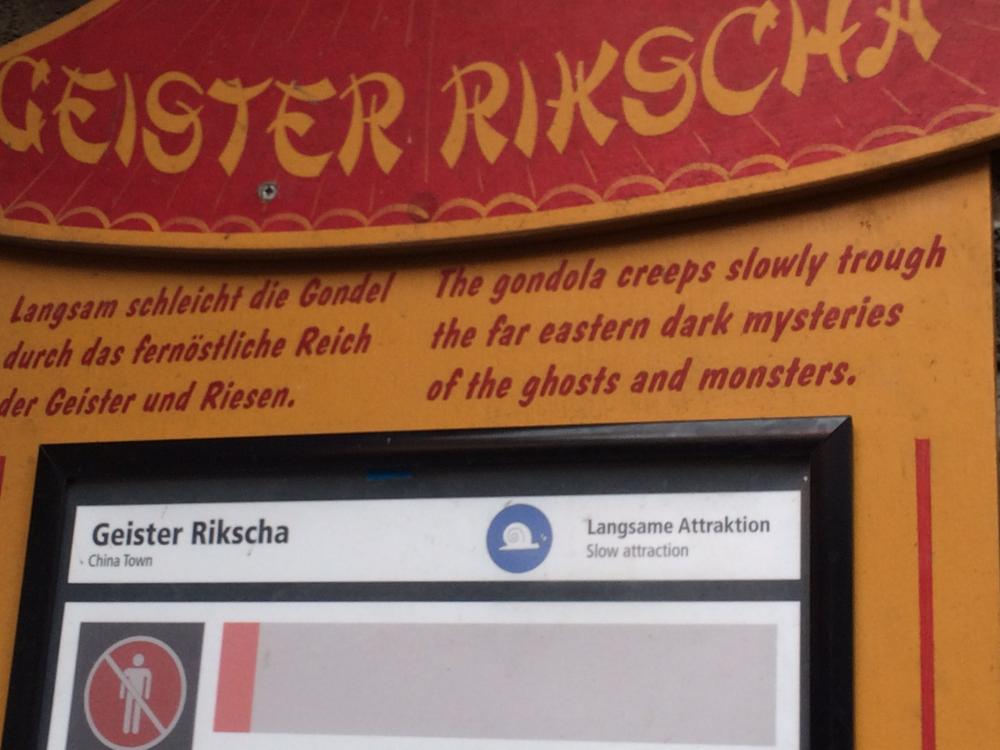 GEISTER RIKSCHA
Langsam schleicht die Gondel
durch das fernöstliche Reich
der Geister und Riesen.
The gondola creeps slowly trough
the far eastern dark mysteries
of the ghosts and monsters.
Geister Rikscha
China Town
Langsame Attraktion
Slow attraction